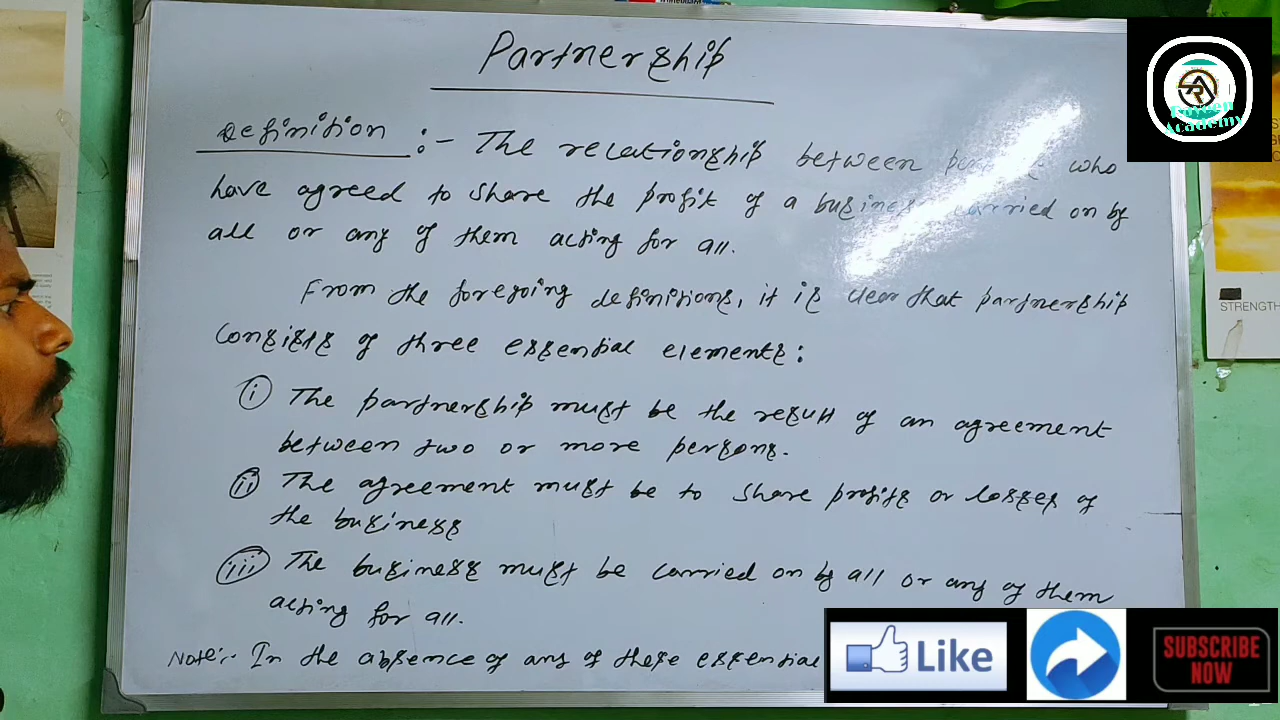 Partnership
Definition :- The relationship between who
have agreed to share the profit of a business carried on by
all or any of them acting for all.
From the foregoing definitions, it is clear that partnership
consists of three essential elements:
(i) The partnership must be the result of an agreement
between two or more persons.
(ii) The agreement must be to share profits or losses of
the business
(iii) The business must be carried on by all or any of them
acting for all.
Note:- In the absence of any of these essential
Academy
STRENGTH
Like
SUBSCRIBE
NOW